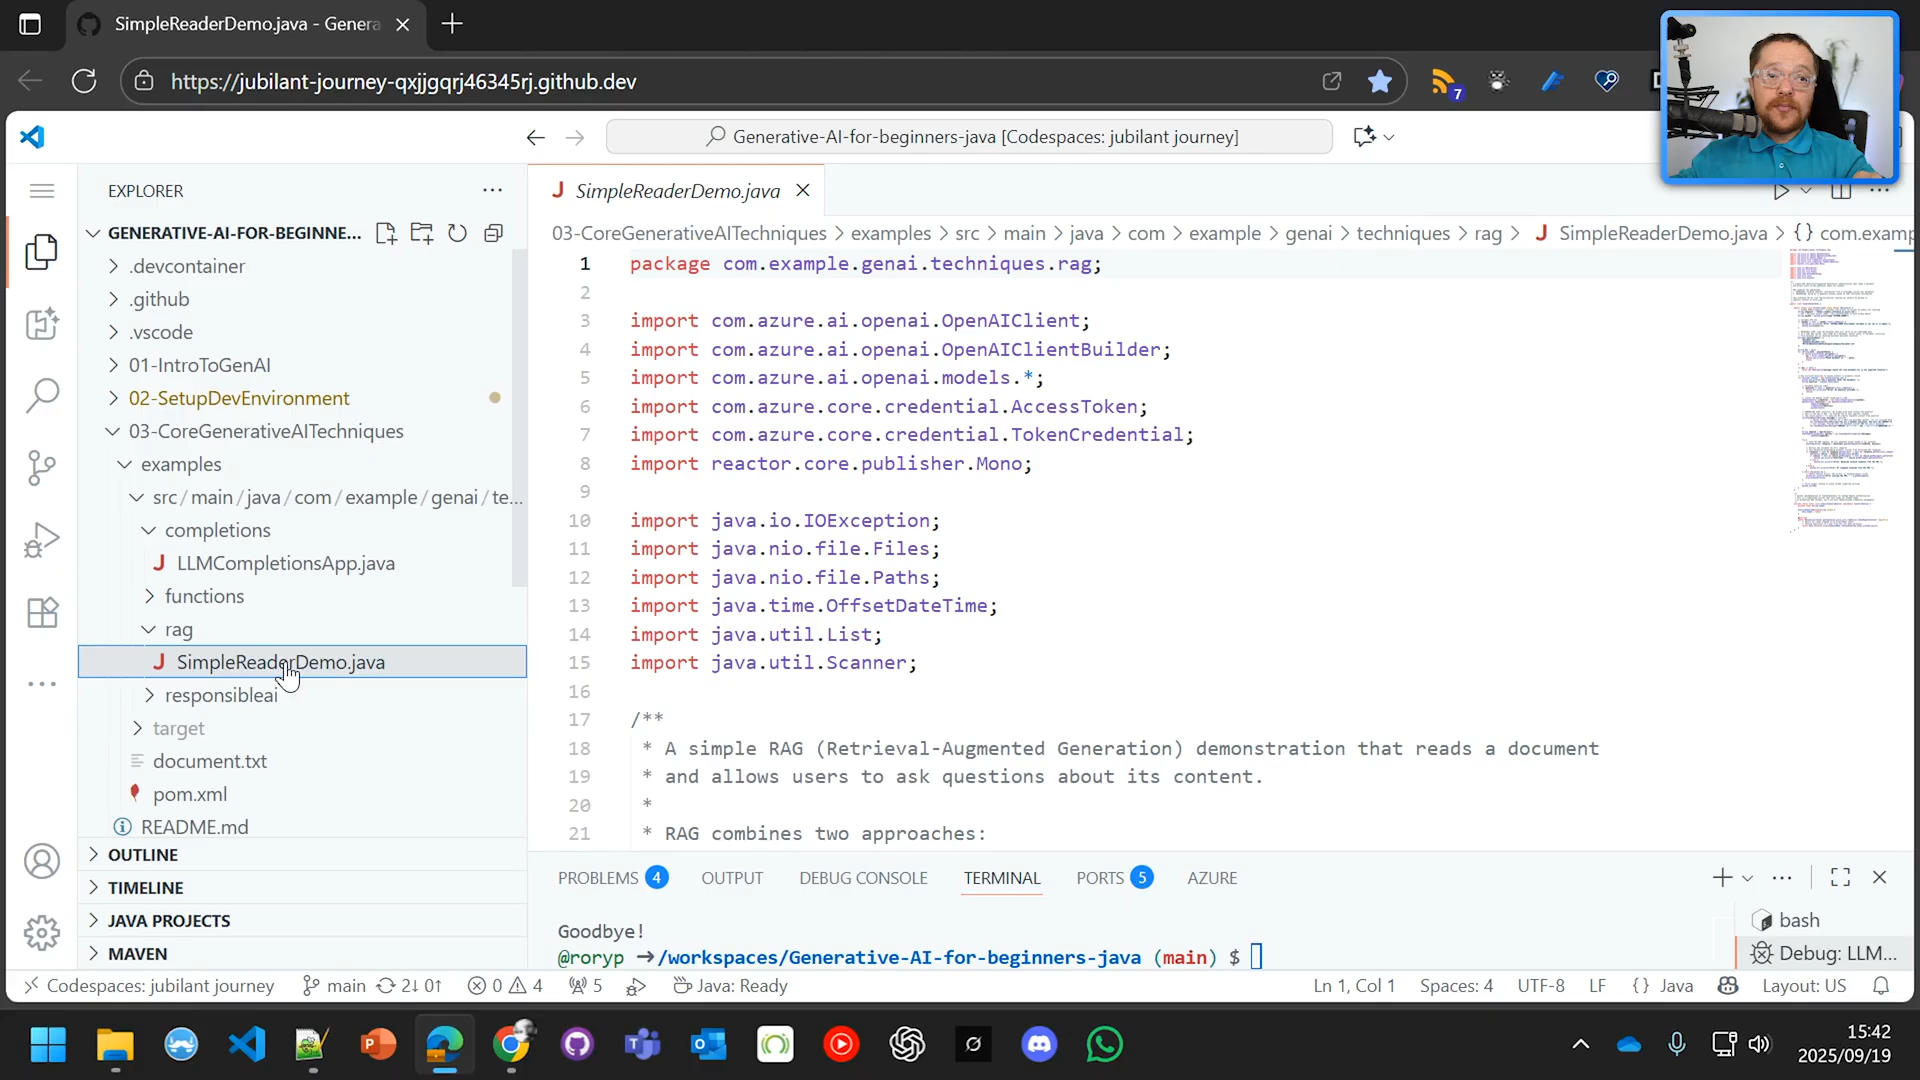 SimpleReaderDemo.java - Genera
https://jubilant-journey-qxjjgqrj46345rj.github.dev
7
Generative-AI-for-beginners-java [Codespaces: jubilant journey]
EXPLORER
GENERATIVE-AI-FOR-BEGINNE...
.devcontainer
.github
.vscode
01-IntroToGenAI
02-SetupDevEnvironment
03-CoreGenerativeAITechniques
examples
src/main/java/com/example/genai/te...
completions
J LLMCompletionsApp.java
functions
rag
J SimpleReaderDemo.java
responsibleai
target
document.txt
pom.xml
README.md
OUTLINE
TIMELINE
JAVA PROJECTS
MAVEN
J SimpleReaderDemo.java
03-CoreGenerativeAITechniques > examples > src > main > java > com > example > genai > techniques > rag > J SimpleReaderDemo.java > {} com.examp
1 package com.example.genai.techniques.rag;
2
3 import com.azure.ai.openai.OpenAIClient;
4 import com.azure.ai.openai.OpenAIClientBuilder;
5 import com.azure.ai.openai.models.*;
6 import com.azure.core.credential.AccessToken;
7 import com.azure.core.credential.TokenCredential;
8 import reactor.core.publisher.Mono;
9
10 import java.io.IOException;
11 import java.nio.file.Files;
12 import java.nio.file.Paths;
13 import java.time.OffsetDateTime;
14 import java.util.List;
15 import java.util.Scanner;
16
17 /**
18 * A simple RAG (Retrieval-Augmented Generation) demonstration that reads a document
19 * and allows users to ask questions about its content.
20 *
21 * RAG combines two approaches:
PROBLEMS 4 OUTPUT DEBUG CONSOLE TERMINAL PORTS 5 AZURE
Goodbye!
@roryp →/workspaces/Generative-AI-for-beginners-java (main) $
bash
Debug: LLM...
Codespaces: jubilant journey main 2↓ 0↑ 0 4 5 Java: Ready Ln 1, Col 1 Spaces: 4 UTF-8 LF {} Java Layout: US
15:42
2025/09/19